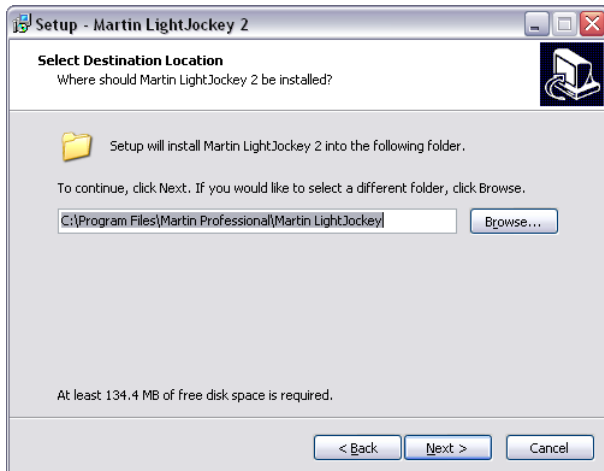 Setup - Martin LightJockey 2
Select Destination Location
Where should Martin LightJockey 2 be installed?
Setup will install Martin LightJockey 2 into the following folder.
To continue, click Next. If you would like to select a different folder, click Browse.
C:\Program Files\Martin Professional\Martin LightJockey
Browse...
At least 134.4 MB of free disk space is required.
< Back Next > Cancel